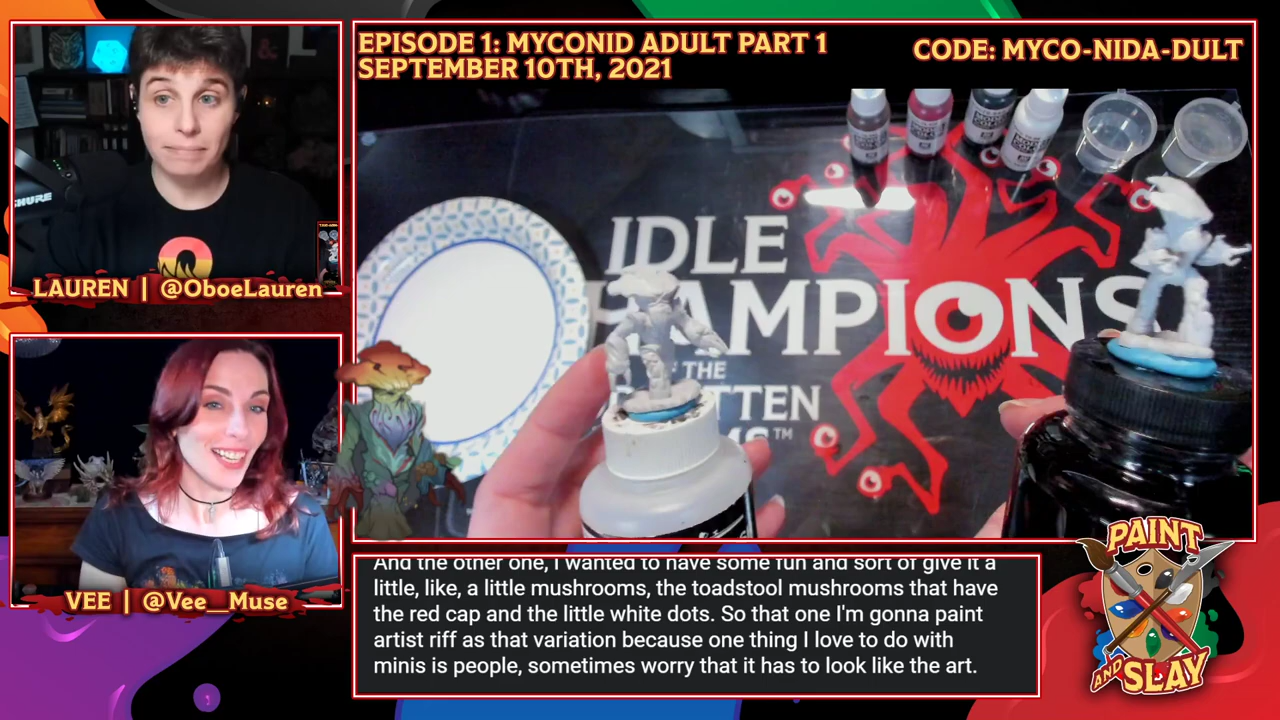 EPISODE 1: MYCONID ADULT PART 1
SEPTEMBER 10TH, 2021
CODE: MYCO-NIDA-DULT
SHURE
&
LAUREN | @OboeLauren
IDLE
CHAMPIONS
THE
TTEN
MS™
VEE | @Vee_Muse
And the other one, I wanted to have some fun and sort of give it a
little, like, a little mushrooms, the toadstool mushrooms that have
the red cap and the little white dots. So that one I'm gonna paint
artist riff as that variation because one thing I love to do with
minis is people, sometimes worry that it has to look like the art.
PAINT
AND SLAY